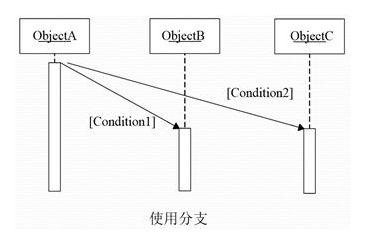 ObjectA
ObjectB
ObjectC
[Condition2]
[Condition1]
使用分支